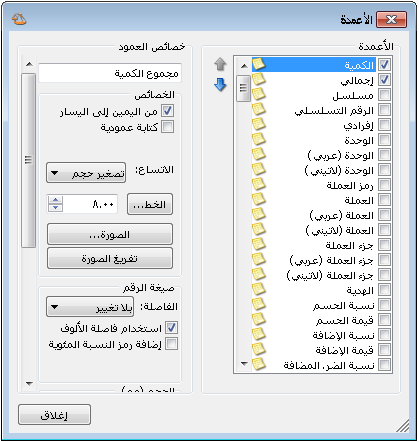 الأعمدة
الأعمدة
الكمية
إجمالي
مسلسل
الرقم التسلسلي
إفرادي
الوحدة
الوحدة (عربي)
الوحدة (لاتيني)
رمز العملة
العملة
العملة (عربي)
العملة (لاتيني)
جزء العملة
جزء العملة (عربي)
جزء العملة (لاتيني)
الهدية
نسبة الحسم
قيمة الحسم
نسبة الإضافة
قيمة الإضافة
نسبة الضر. المضافة
خصائص العمود
مجموع الكمية
الخصائص
من اليمين إلى اليسار
كتابة عمودية
الاتساع:
تصغير حجم
الخط...
٨.٠٠
الصورة...
تفريغ الصورة
صيغة الرقم
الفاصلة:
بلا تغيير
استخدام فاصلة الألوف
إضافة رمز النسبة المئوية
إغلاق